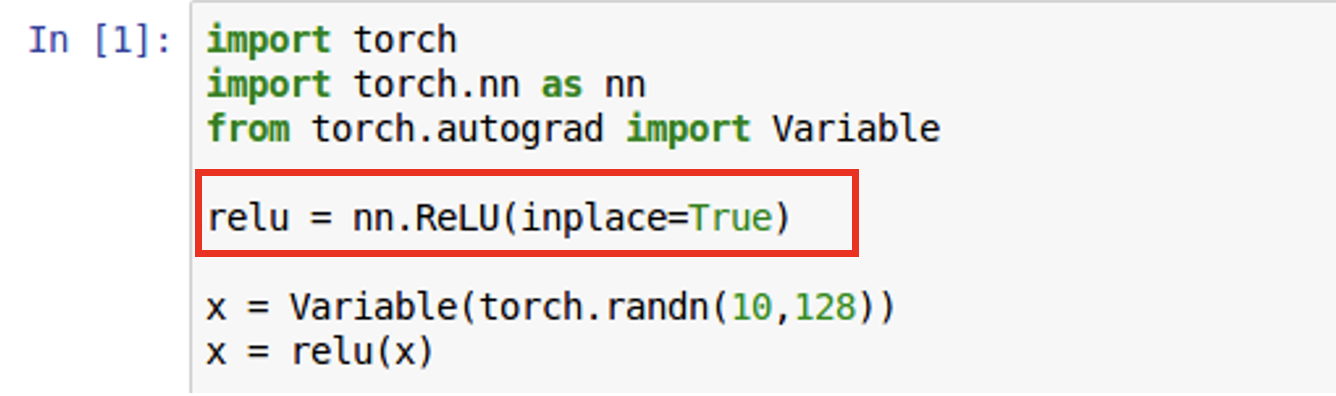 In [1]: import torch
import torch.nn as nn
from torch.autograd import Variable
relu = nn.ReLU(inplace=True)
x = Variable(torch.randn(10,128))
x = relu(x)